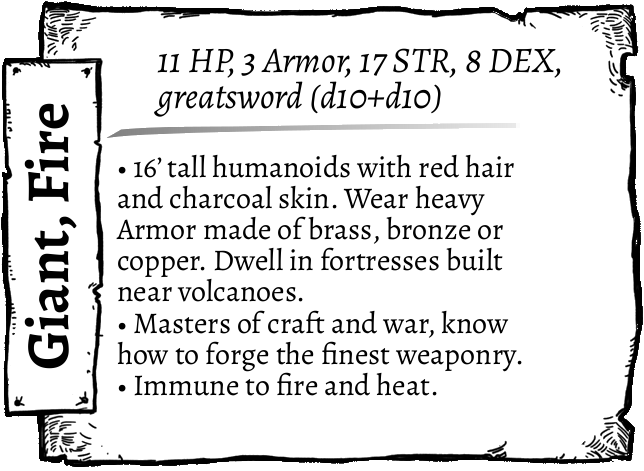 Giant, Fire
11 HP, 3 Armor, 17 STR, 8 DEX,
greatsword (d10+d10)
• 16’ tall humanoids with red hair
and charcoal skin. Wear heavy
Armor made of brass, bronze or
copper. Dwell in fortresses built
near volcanoes.
• Masters of craft and war, know
how to forge the finest weaponry.
• Immune to fire and heat.